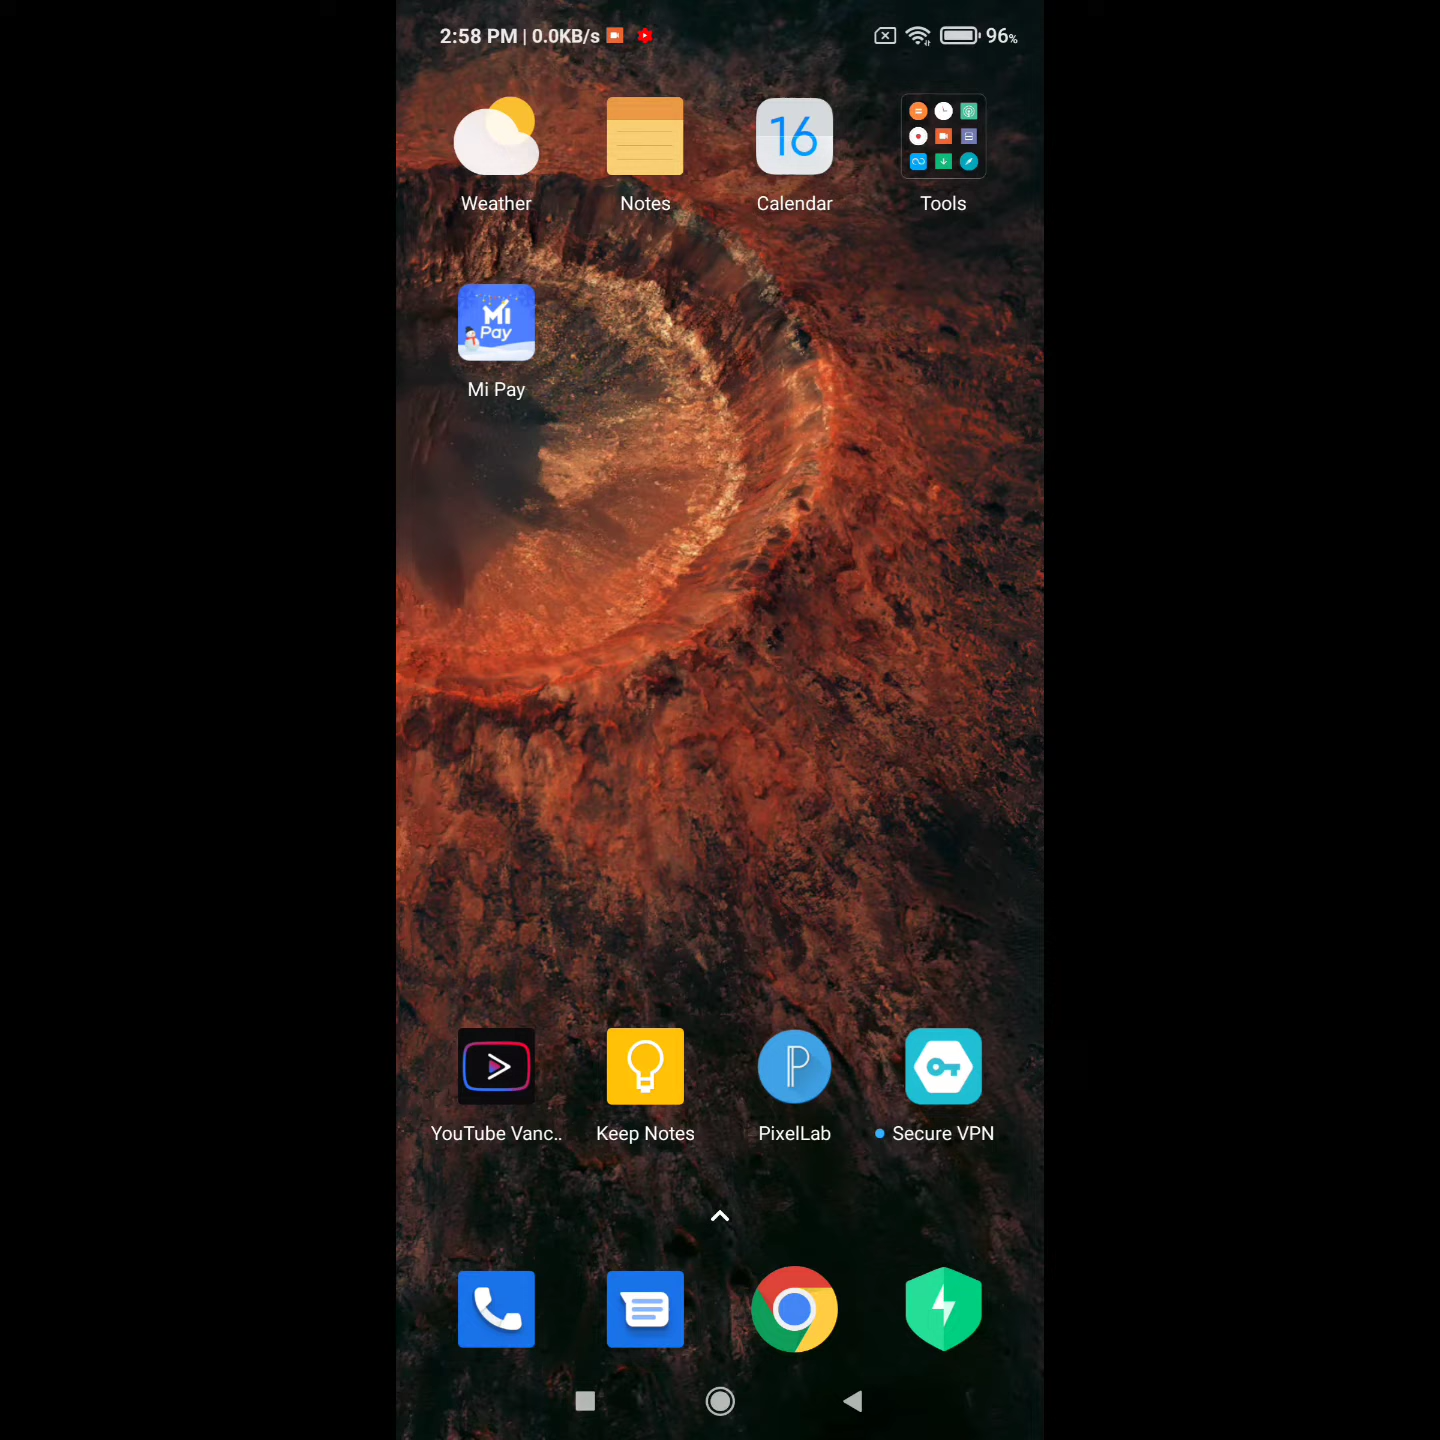 2:58 PM | 0.0KB/s 96%
16
Weather Notes Calendar Tools
Mi Pay
Mi Pay
YouTube Vanc.. Keep Notes PixelLab Secure VPN